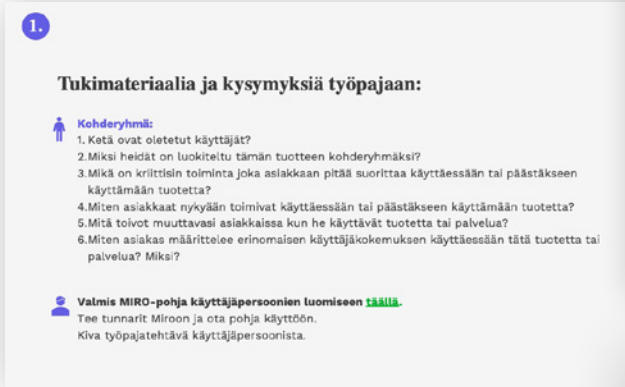 1.
Tukimateriaalia ja kysymyksiä työpajaan:
Kohderyhmä:
1. Ketä ovat oletetut käyttäjät?
2. Miksi heidät on luokiteltu tämän tuotteen kohderyhmäksi?
3. Mikä on kriittisin toiminta joka asiakkaan pitää suorittaa käyttäessään tai päästäkseen
käyttämään tuotetta?
4. Miten asiakkaat nykyään toimivat käyttäessään tai päästäkseen käyttämään tuotetta?
5. Mitä toivot muuttavasi asiakkaissa kun he käyttävät tuotetta tai palvelua?
6. Miten asiakas määrittelee erinomaisen käyttäjäkokemuksen käyttäessään tätä tuotetta tai
palvelua? Miksi?
Valmis MIRO-pohja käyttäjäpersoonien luomiseen täällä.
Tee tunnarit Miroon ja ota pohja käyttöön.
Kiva työpajatehtävä käyttäjäpersoonista.